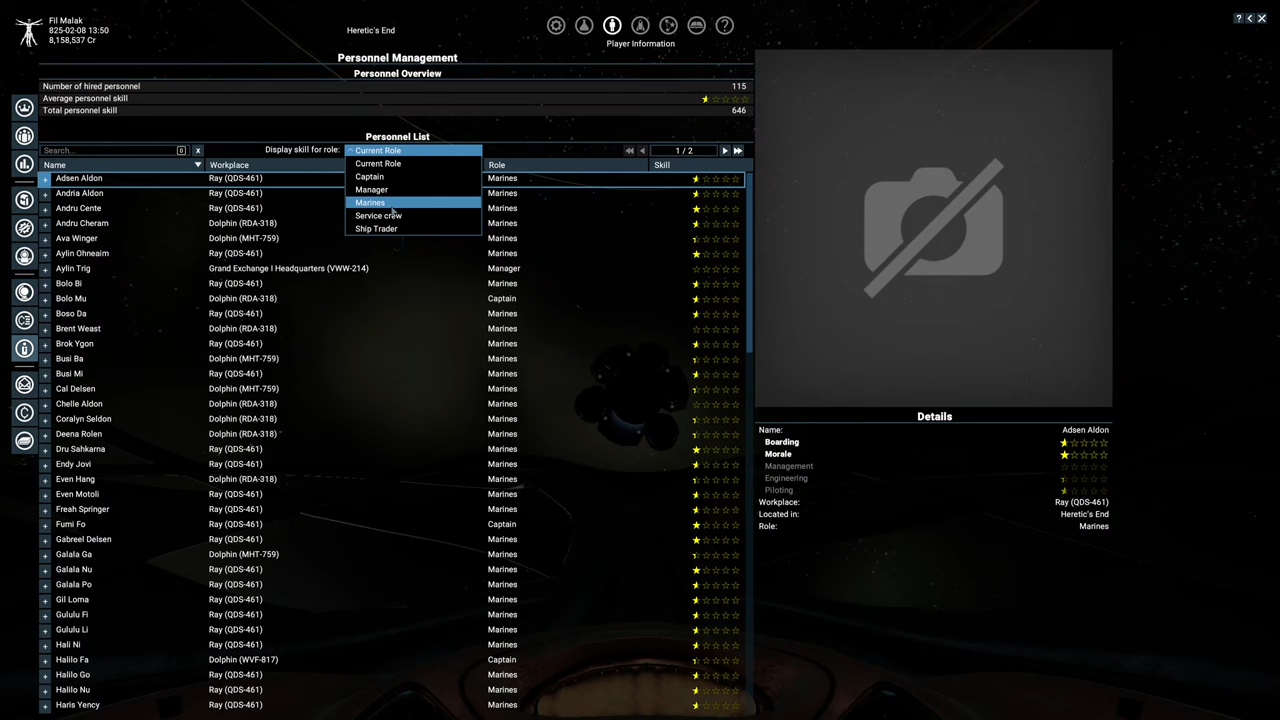 Fil Malak
825-02-08 13:50
8,158,537 Cr
Heretic's End
Player Information
? < X
Personnel Management
Personnel Overview
Number of hired personnel 115
Average personnel skill
Total personnel skill 646
Personnel List
Search... 0 x Display skill for role: Current Role 1 / 2
Current Role
Captain
Manager
Marines
Service crew
Ship Trader
Name Workplace Role Skill
+ Adsen Aldon Ray (QDS-461) Marines
+ Andria Aldon Ray (QDS-461) Marines
+ Andru Cente Ray (QDS-461) Marines
+ Andru Cheram Dolphin (RDA-318) Marines
+ Ava Winger Dolphin (MHT-759) Marines
+ Aylin Ohneaim Ray (QDS-461) Marines
+ Aylin Trig Grand Exchange I Headquarters (VWW-214) Manager
+ Bolo Bi Ray (QDS-461) Marines
+ Bolo Mu Dolphin (RDA-318) Captain
+ Boso Da Ray (QDS-461) Marines
+ Brent Weast Dolphin (RDA-318) Marines
+ Brok Ygon Ray (QDS-461) Marines
+ Busi Ba Dolphin (MHT-759) Marines
+ Busi Mi Ray (QDS-461) Marines
+ Cal Delsen Dolphin (MHT-759) Marines
+ Chelle Aldon Dolphin (RDA-318) Marines
+ Coralyn Seldon Dolphin (RDA-318) Marines
+ Deena Rolen Dolphin (RDA-318) Marines
+ Dru Sahkarna Ray (QDS-461) Marines
+ Endy Jovi Ray (QDS-461) Marines
+ Even Hang Dolphin (RDA-318) Marines
+ Even Motoli Ray (QDS-461) Marines
+ Freah Springer Ray (QDS-461) Marines
+ Fumi Fo Ray (QDS-461) Captain
+ Gabreel Delsen Ray (QDS-461) Marines
+ Galala Ga Dolphin (MHT-759) Marines
+ Galala Nu Ray (QDS-461) Marines
+ Galala Po Ray (QDS-461) Marines
+ Gil Loma Ray (QDS-461) Marines
+ Gululu Fi Ray (QDS-461) Marines
+ Gululu Li Ray (QDS-461) Marines
+ Hali Ni Ray (QDS-461) Marines
+ Halilo Fa Dolphin (WVF-817) Captain
+ Halilo Go Ray (QDS-461) Marines
+ Halilo Nu Ray (QDS-461) Marines
+ Haris Yency Ray (QDS-461) Marines
Details
Name: Adsen Aldon
Boarding
Morale
Management
Engineering
Piloting
Workplace: Ray (QDS-461)
Located in: Heretic's End
Role: Marines